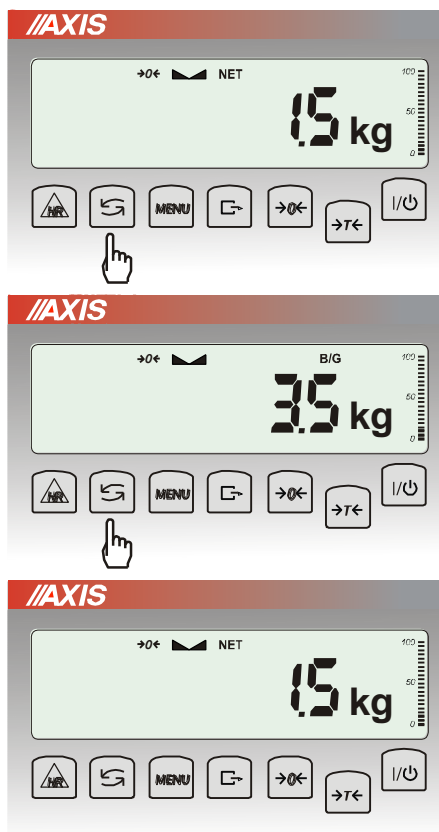 AXIS
→0← NET 100
1.5 kg 50
0
HR MENU →0← →T← I/⏻
AXIS
→0← B/G 100
3.5 kg 50
0
HR MENU →0← →T← I/⏻
AXIS
→0← NET 100
1.5 kg 50
0
HR MENU →0← →T← I/⏻